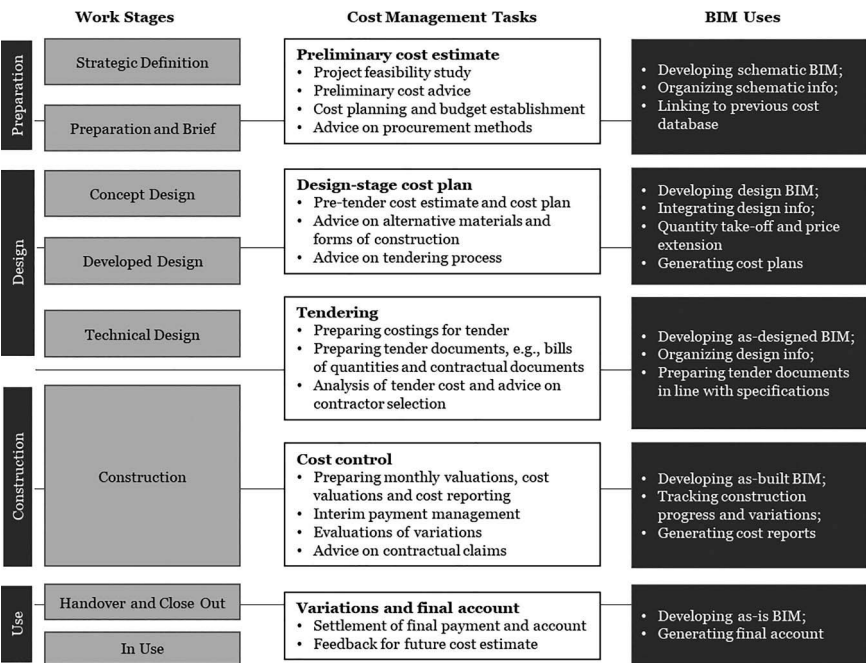 Work Stages
Cost Management Tasks
BIM Uses
Preparation
Strategic Definition
Preparation and Brief
Preliminary cost estimate
• Project feasibility study
• Preliminary cost advice
• Cost planning and budget establishment
• Advice on procurement methods
• Developing schematic BIM;
• Organizing schematic info;
• Linking to previous cost
database
Design
Concept Design
Developed Design
Technical Design
Design-stage cost plan
• Pre-tender cost estimate and cost plan
• Advice on alternative materials and
forms of construction
• Advice on tendering process
• Developing design BIM;
• Integrating design info;
• Quantity take-off and price
extension
• Generating cost plans
Tendering
• Preparing costings for tender
• Preparing tender documents, e.g., bills
of quantities and contractual documents
• Analysis of tender cost and advice on
contractor selection
• Developing as-designed BIM;
• Organizing design info;
• Preparing tender documents
in line with specifications
Construction
Construction
Cost control
• Preparing monthly valuations, cost
valuations and cost reporting
• Interim payment management
• Evaluations of variations
• Advice on contractual claims
• Developing as-built BIM;
• Tracking construction
progress and variations;
• Generating cost reports
Use
Handover and Close Out
In Use
Variations and final account
• Settlement of final payment and account
• Feedback for future cost estimate
• Developing as-is BIM;
• Generating final account